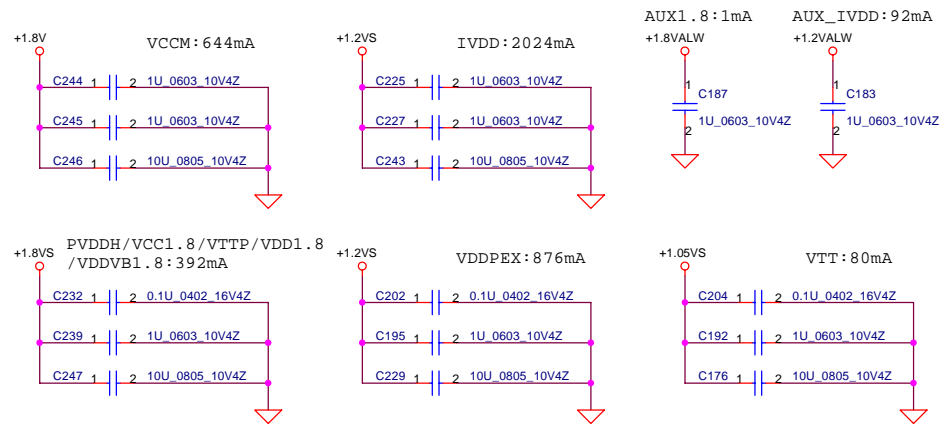 AUX1.8:1mA AUX_IVDD:92mA
+1.8V VCCM:644mA +1.2VS IVDD:2024mA +1.8VALW +1.2VALW
C244 1 2 1U_0603_10V4Z C225 1 2 1U_0603_10V4Z 1 C187 1 C183
C245 1 2 1U_0603_10V4Z C227 1 2 1U_0603_10V4Z 1U_0603_10V4Z 2 1U_0603_10V4Z 2
C246 1 2 10U_0805_10V4Z C243 1 2 10U_0805_10V4Z
+1.8VS PVDDH/VCC1.8/VTTP/VDD1.8 +1.2VS +1.05VS
/VDDVB1.8:392mA VDDPEX:876mA VTT:80mA
C232 1 2 0.1U_0402_16V4Z C202 1 2 0.1U_0402_16V4Z C204 1 2 0.1U_0402_16V4Z
C239 1 2 1U_0603_10V4Z C195 1 2 1U_0603_10V4Z C192 1 2 1U_0603_10V4Z
C247 1 2 10U_0805_10V4Z C229 1 2 10U_0805_10V4Z C176 1 2 10U_0805_10V4Z